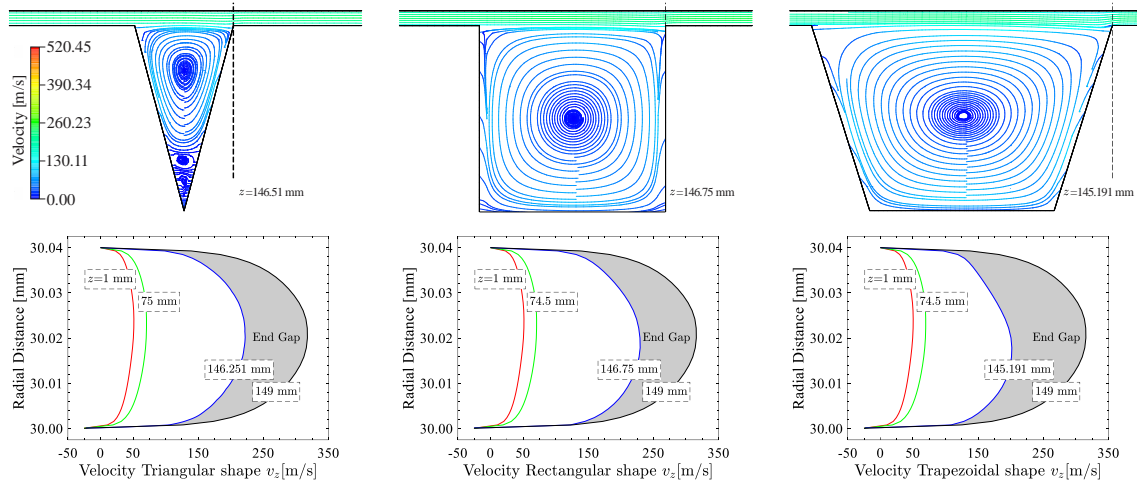 Velocity [m/s]
520.45
390.34
260.23
130.11
0.00
z=146.51 mm
z=146.75 mm
z=145.191 mm
Radial Distance [mm]
30.04
30.03
30.02
30.01
30.00
z=1 mm
75 mm
End Gap
146.251 mm
149 mm
-50 0 50 100 150 200 250 300 350
Velocity Triangular shape vz[m/s]
Radial Distance [mm]
30.04
30.03
30.02
30.01
30.00
z=1 mm
74.5 mm
End Gap
146.75 mm
149 mm
-50 0 50 100 150 200 250 300 350
Velocity Rectangular shape vz[m/s]
Radial Distance [mm]
30.04
30.03
30.02
30.01
30.00
z=1 mm
74.5 mm
End Gap
145.191 mm
149 mm
-50 0 50 100 150 200 250 300 350
Velocity Trapezoidal shape vz[m/s]